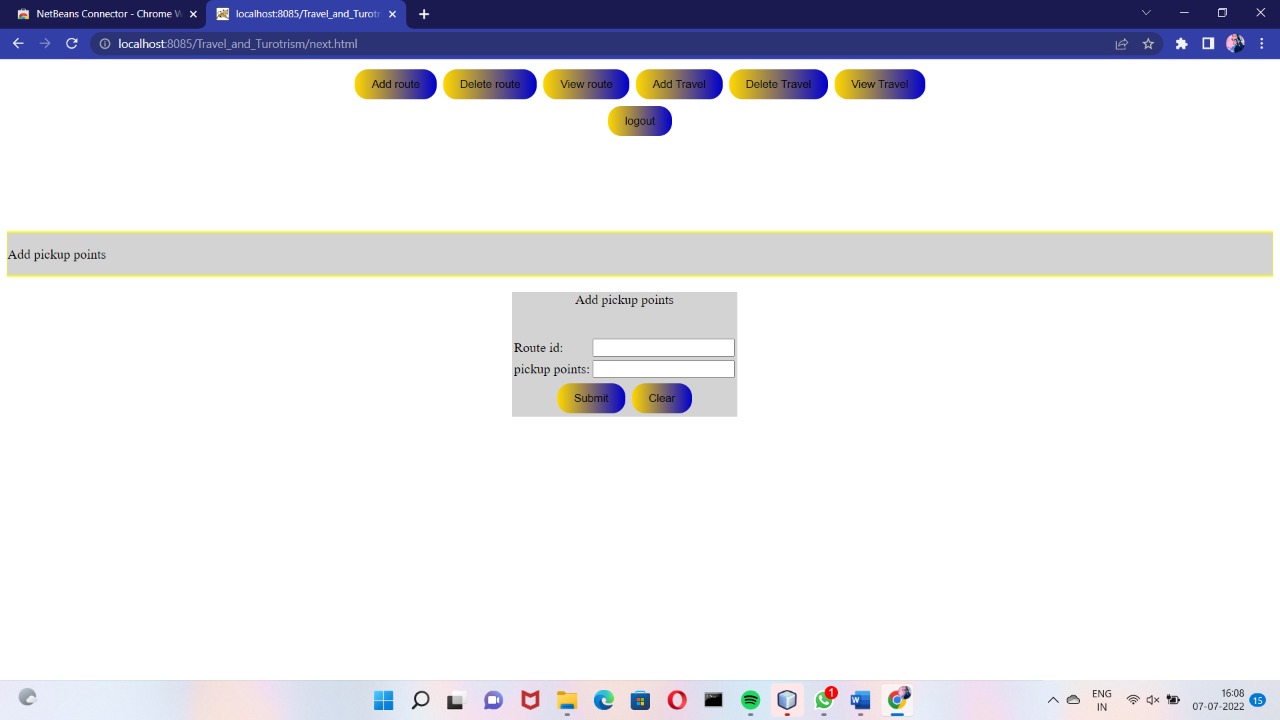 NetBeans Connector - Chrome W
localhost:8085/Travel_and_Turotr
localhost:8085/Travel_and_Turotrism/next.html
Add route Delete route View route Add Travel Delete Travel View Travel
logout
Add pickup points
Add pickup points
Route id:
pickup points:
Submit Clear
1
W
ENG
IN
16:08
07-07-2022
15